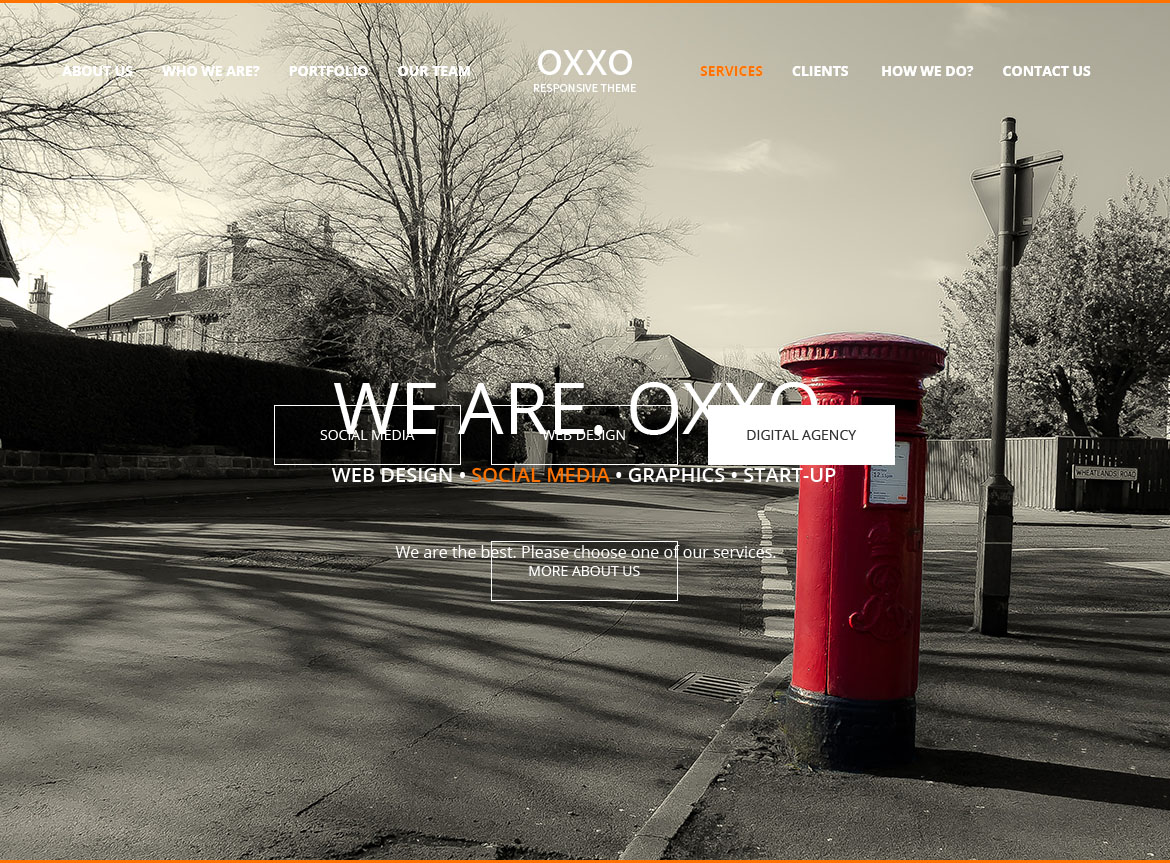 ABOUT US WHO WE ARE? PORTFOLIO OUR TEAM
OXXO
RESPONSIVE THEME
SERVICES CLIENTS HOW WE DO? CONTACT US
WE ARE. OXXO
SOCIAL MEDIA WEB DESIGN DIGITAL AGENCY
WEB DESIGN • SOCIAL MEDIA • GRAPHICS • START-UP
WHEATLANDS ROAD
We are the best. Please choose one of our services.
MORE ABOUT US